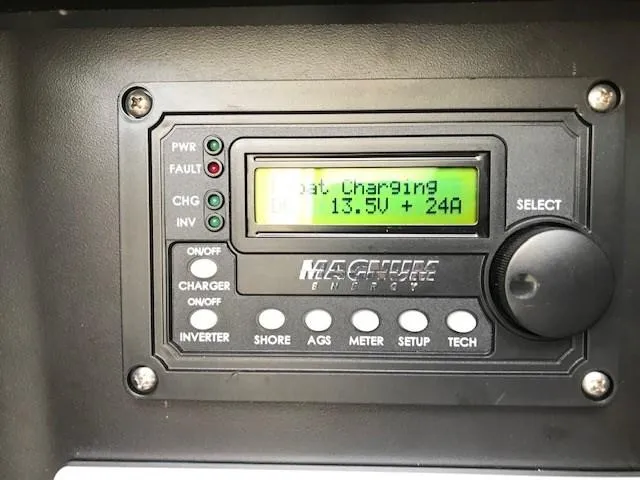 PWR
FAULT
CHG
INV
oat Charging
13.5V + 24A
SELECT
ON/OFF
CHARGER
MAGNUM
ENERGY
ON/OFF
INVERTER
SHORE
AGS
METER
SETUP
TECH